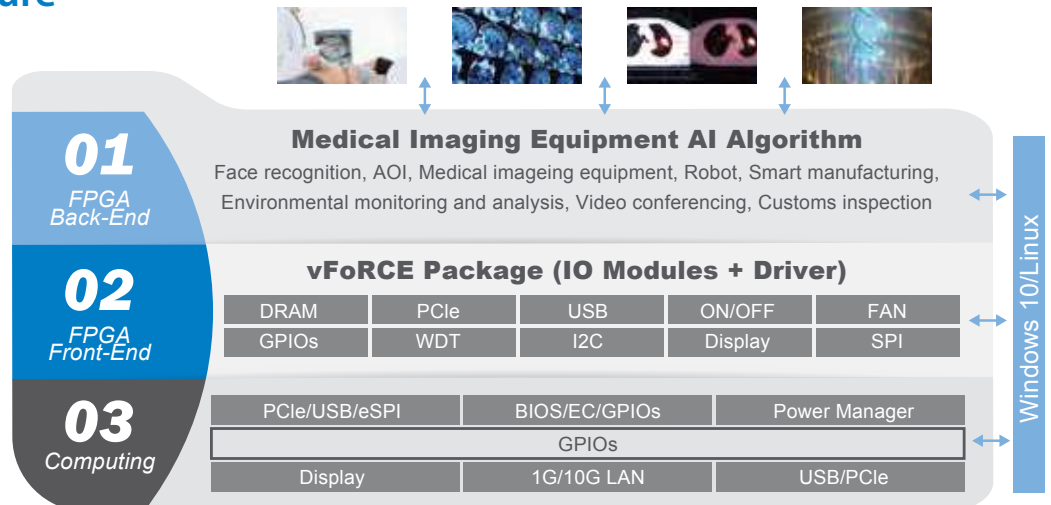 01
FPGA
Back-End
Medical Imaging Equipment AI Algorithm
Face recognition, AOI, Medical imageing equipment, Robot, Smart manufacturing,
Environmental monitoring and analysis, Video conferencing, Customs inspection
02
FPGA
Front-End
vFoRCE Package (IO Modules + Driver)
DRAM PCIe USB ON/OFF FAN
GPIOs WDT I2C Display SPI
03
Computing
PCIe/USB/eSPI BIOS/EC/GPIOs Power Manager
GPIOs
Display 1G/10G LAN USB/PCIe
Windows 10/Linux